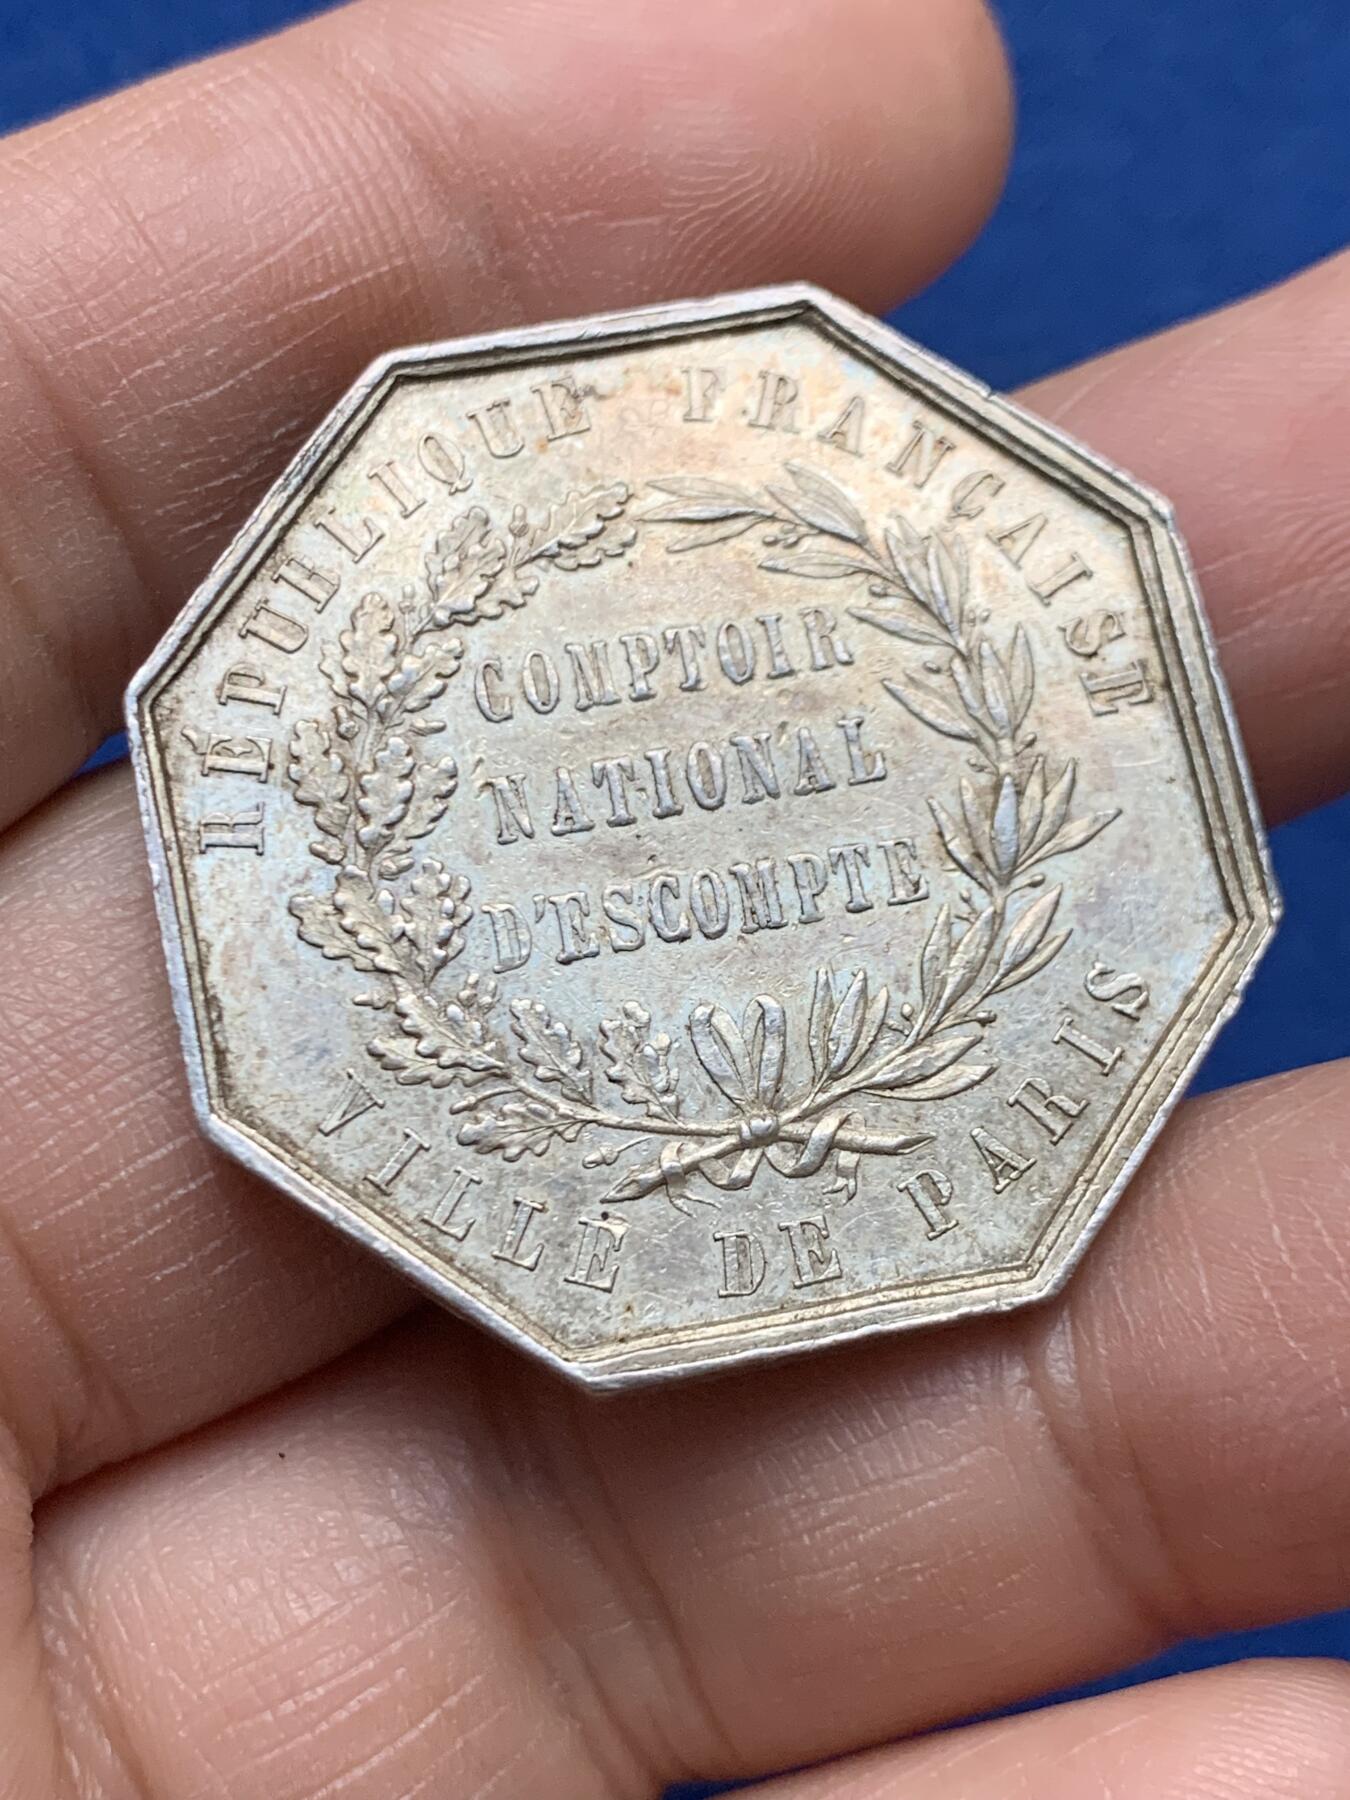 RÉPUBLIQUE FRANÇAISE
COMPTOIR
NATIONAL
D'ESCOMPTE
VILLE DE PARIS